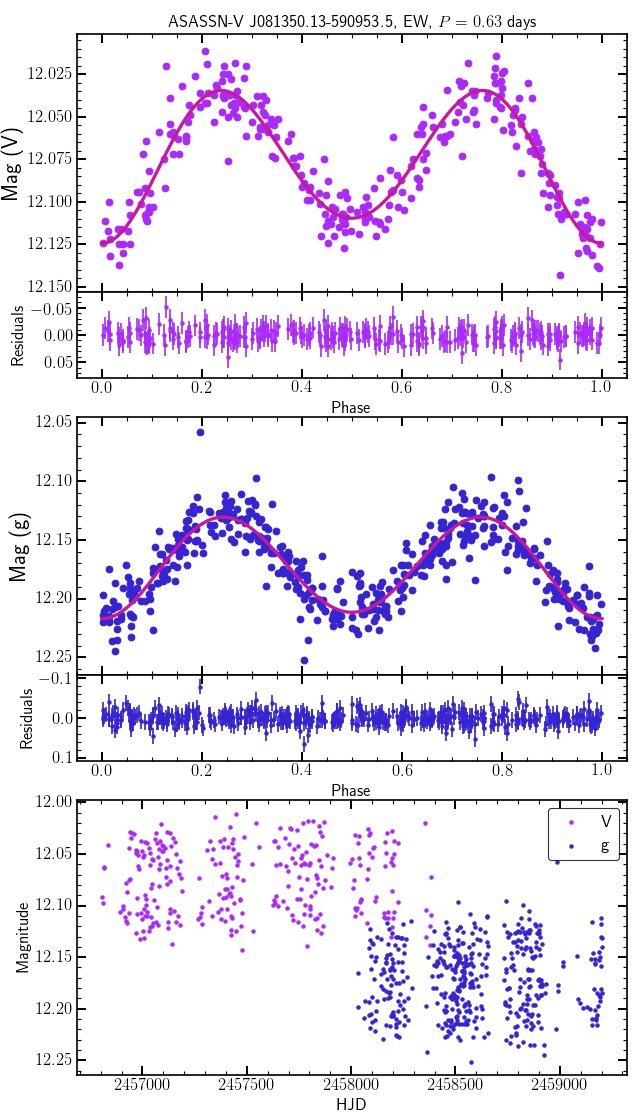 ASASSN-V J081350.13-590953.5, EW, P = 0.63 days
Mag (V)
12.025
12.050
12.075
12.100
12.125
12.150
Residuals
−0.05
0.00
0.05
0.0 0.2 0.4 0.6 0.8 1.0
Phase
Mag (g)
12.05
12.10
12.15
12.20
12.25
Residuals
−0.1
0.0
0.1
0.0 0.2 0.4 0.6 0.8 1.0
Phase
Magnitude
12.00
12.05
12.10
12.15
12.20
12.25
V
g
2457000 2457500 2458000 2458500 2459000
HJD